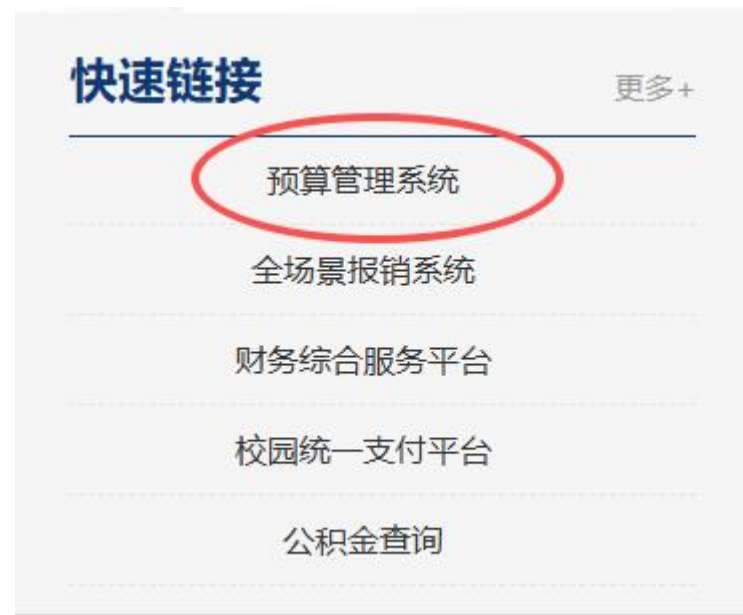 快速链接
更多+
预算管理系统
全场景报销系统
财务综合服务平台
校园统一支付平台
公积金查询